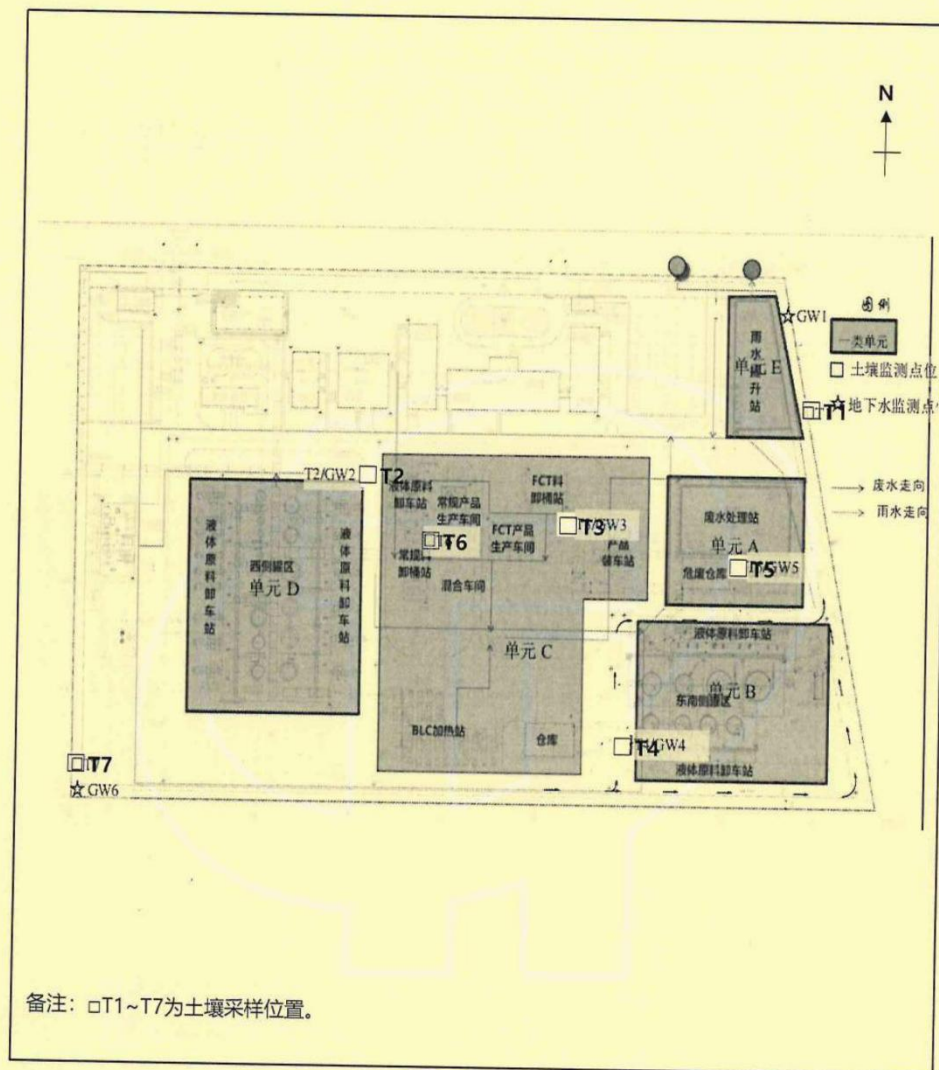 N
图例
一类单元
□ 土壤监测点位
☆ 地下水监测点
→ 废水走向
→ 雨水走向
☆GW1
雨水提升站
单元 E
T1
T2/GW2
T2
液体原料卸车站
常规产品生产车间
FCT料卸桶站
FCT产品生产车间
T3
GW3
产品装车站
T6
常规料卸桶站
混合车间
单元 C
BLC加热站
仓库
液体原料卸车站
西侧罐区
单元 D
液体原料卸车站
废水处理站
单元 A
危废仓库
T5
GW5
液体原料卸车站
单元 B
东南侧罐区
液体原料卸车站
T4
GW4
T7
☆GW6
备注：□T1~T7为土壤采样位置。